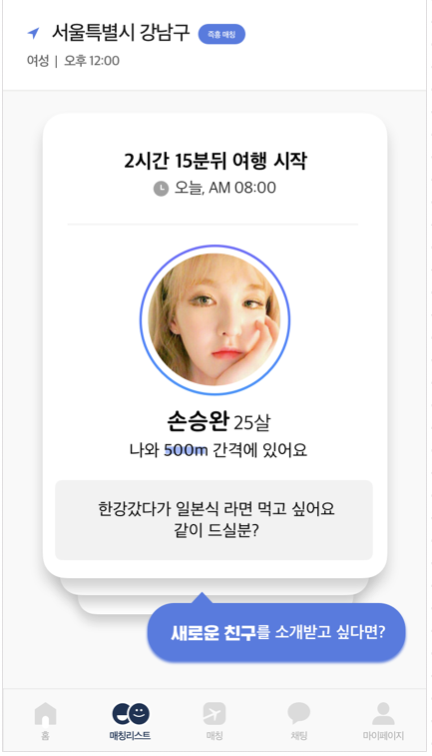 서울특별시 강남구 즉흥 매칭
여성 | 오후 12:00
2시간 15분뒤 여행 시작
오늘, AM 08:00
손승완 25살
나와 500m 간격에 있어요
한강갔다가 일본식 라면 먹고 싶어요
같이 드실분?
새로운 친구를 소개받고 싶다면?
홈 매칭리스트 매칭 채팅 마이페이지